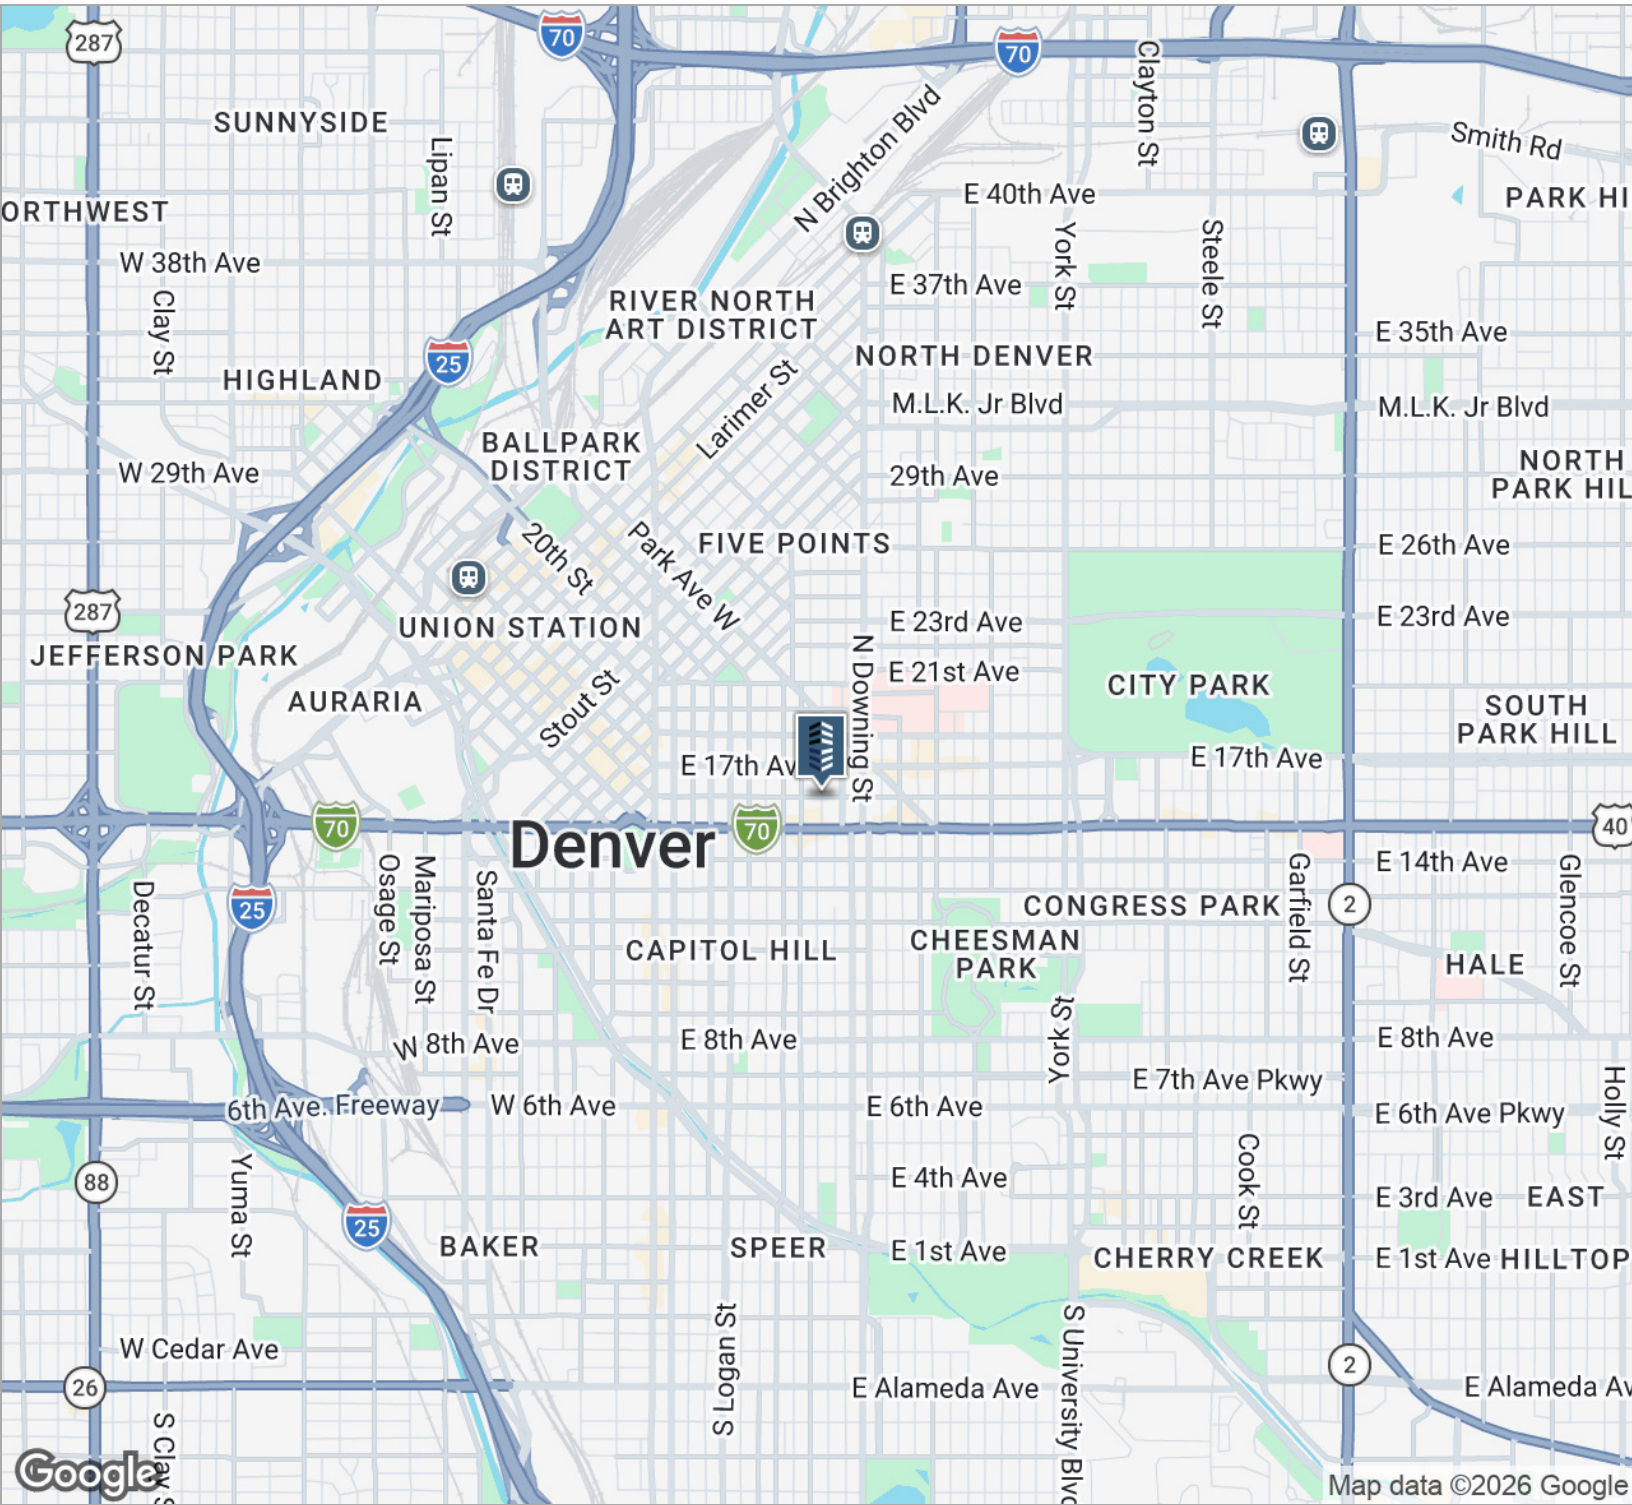 287
70
70
Clayton St
SUNNYSIDE
Lipan St
N Brighton Blvd
Smith Rd
ORTHWEST
E 40th Ave
PARK HI
W 38th Ave
Clay St
York St
Steele St
E 37th Ave
RIVER NORTH
ART DISTRICT
E 35th Ave
25
NORTH DENVER
HIGHLAND
Larimer St
M.L.K. Jr Blvd
M.L.K. Jr Blvd
BALLPARK
DISTRICT
W 29th Ave
29th Ave
NORTH
PARK HIL
20th St
Park Ave W
FIVE POINTS
E 26th Ave
287
UNION STATION
E 23rd Ave
E 23rd Ave
JEFFERSON PARK
N Downing St
E 21st Ave
CITY PARK
AURARIA
Stout St
SOUTH
PARK HILL
E 17th Av
E 17th Ave
70
Denver
70
40
Decatur St
Osage St
Mariposa St
Santa Fe Dr
Garfield St
E 14th Ave
Glencoe St
25
CONGRESS PARK
2
CAPITOL HILL
CHEESMAN
PARK
HALE
York St
W 8th Ave
E 8th Ave
E 8th Ave
E 7th Ave Pkwy
Holly St
6th Ave. Freeway
W 6th Ave
E 6th Ave
E 6th Ave Pkwy
88
Yuma St
Cook St
E 4th Ave
E 3rd Ave
EAST
25
BAKER
SPEER
E 1st Ave
CHERRY CREEK
E 1st Ave
HILLTOP
W Cedar Ave
S Logan St
S University Blvd
2
26
E Alameda Ave
E Alameda Av
S Clay S
Google
Map data ©2026 Google